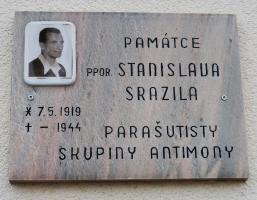 PAMÁTCE
PPOR. STANISLAVA
SRAZILA
* 7.5.1919
† – 1944
PARAŠUTISTY
SKUPINY ANTIMONY